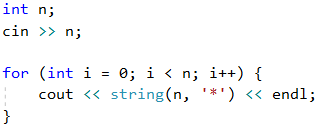 int n;
cin >> n;

for (int i = 0; i < n; i++) {
    cout << string(n, '*') << endl;
}